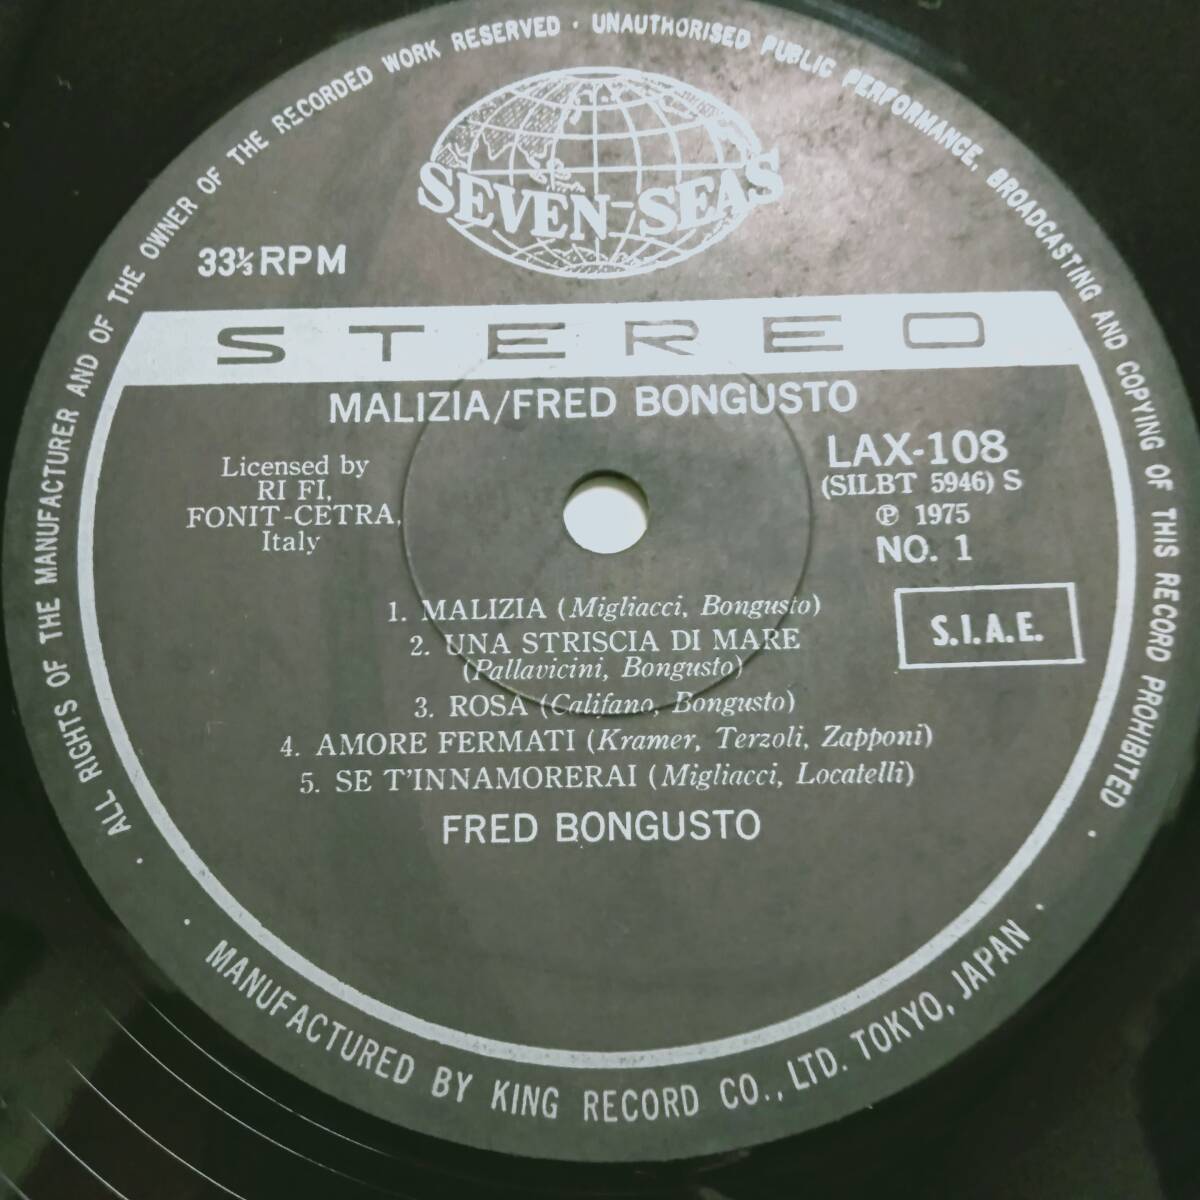 ALL RIGHTS OF THE MANUFACTURER AND OF THE OWNER OF THE RECORDED WORK RESERVED · UNAUTHORISED PUBLIC PERFORMANCE, BROADCASTING AND COPYING OF THIS RECORD PROHIBITED ·
SEVEN SEAS
33⅓ RPM
STEREO
MALIZIA/FRED BONGUSTO
Licensed by
RI FI,
FONIT-CETRA,
Italy
LAX-108
(SILBT 5946) S
℗ 1975
NO. 1
S.I.A.E.
1. MALIZIA (Migliacci, Bongusto)
2. UNA STRISCIA DI MARE
(Pallavicini, Bongusto)
3. ROSA (Califano, Bongusto)
4. AMORE FERMATI (Kramer, Terzoli, Zapponi)
5. SE T'INNAMORERAI (Migliacci, Locatelli)
FRED BONGUSTO
· MANUFACTURED BY KING RECORD CO., LTD. TOKYO, JAPAN ·